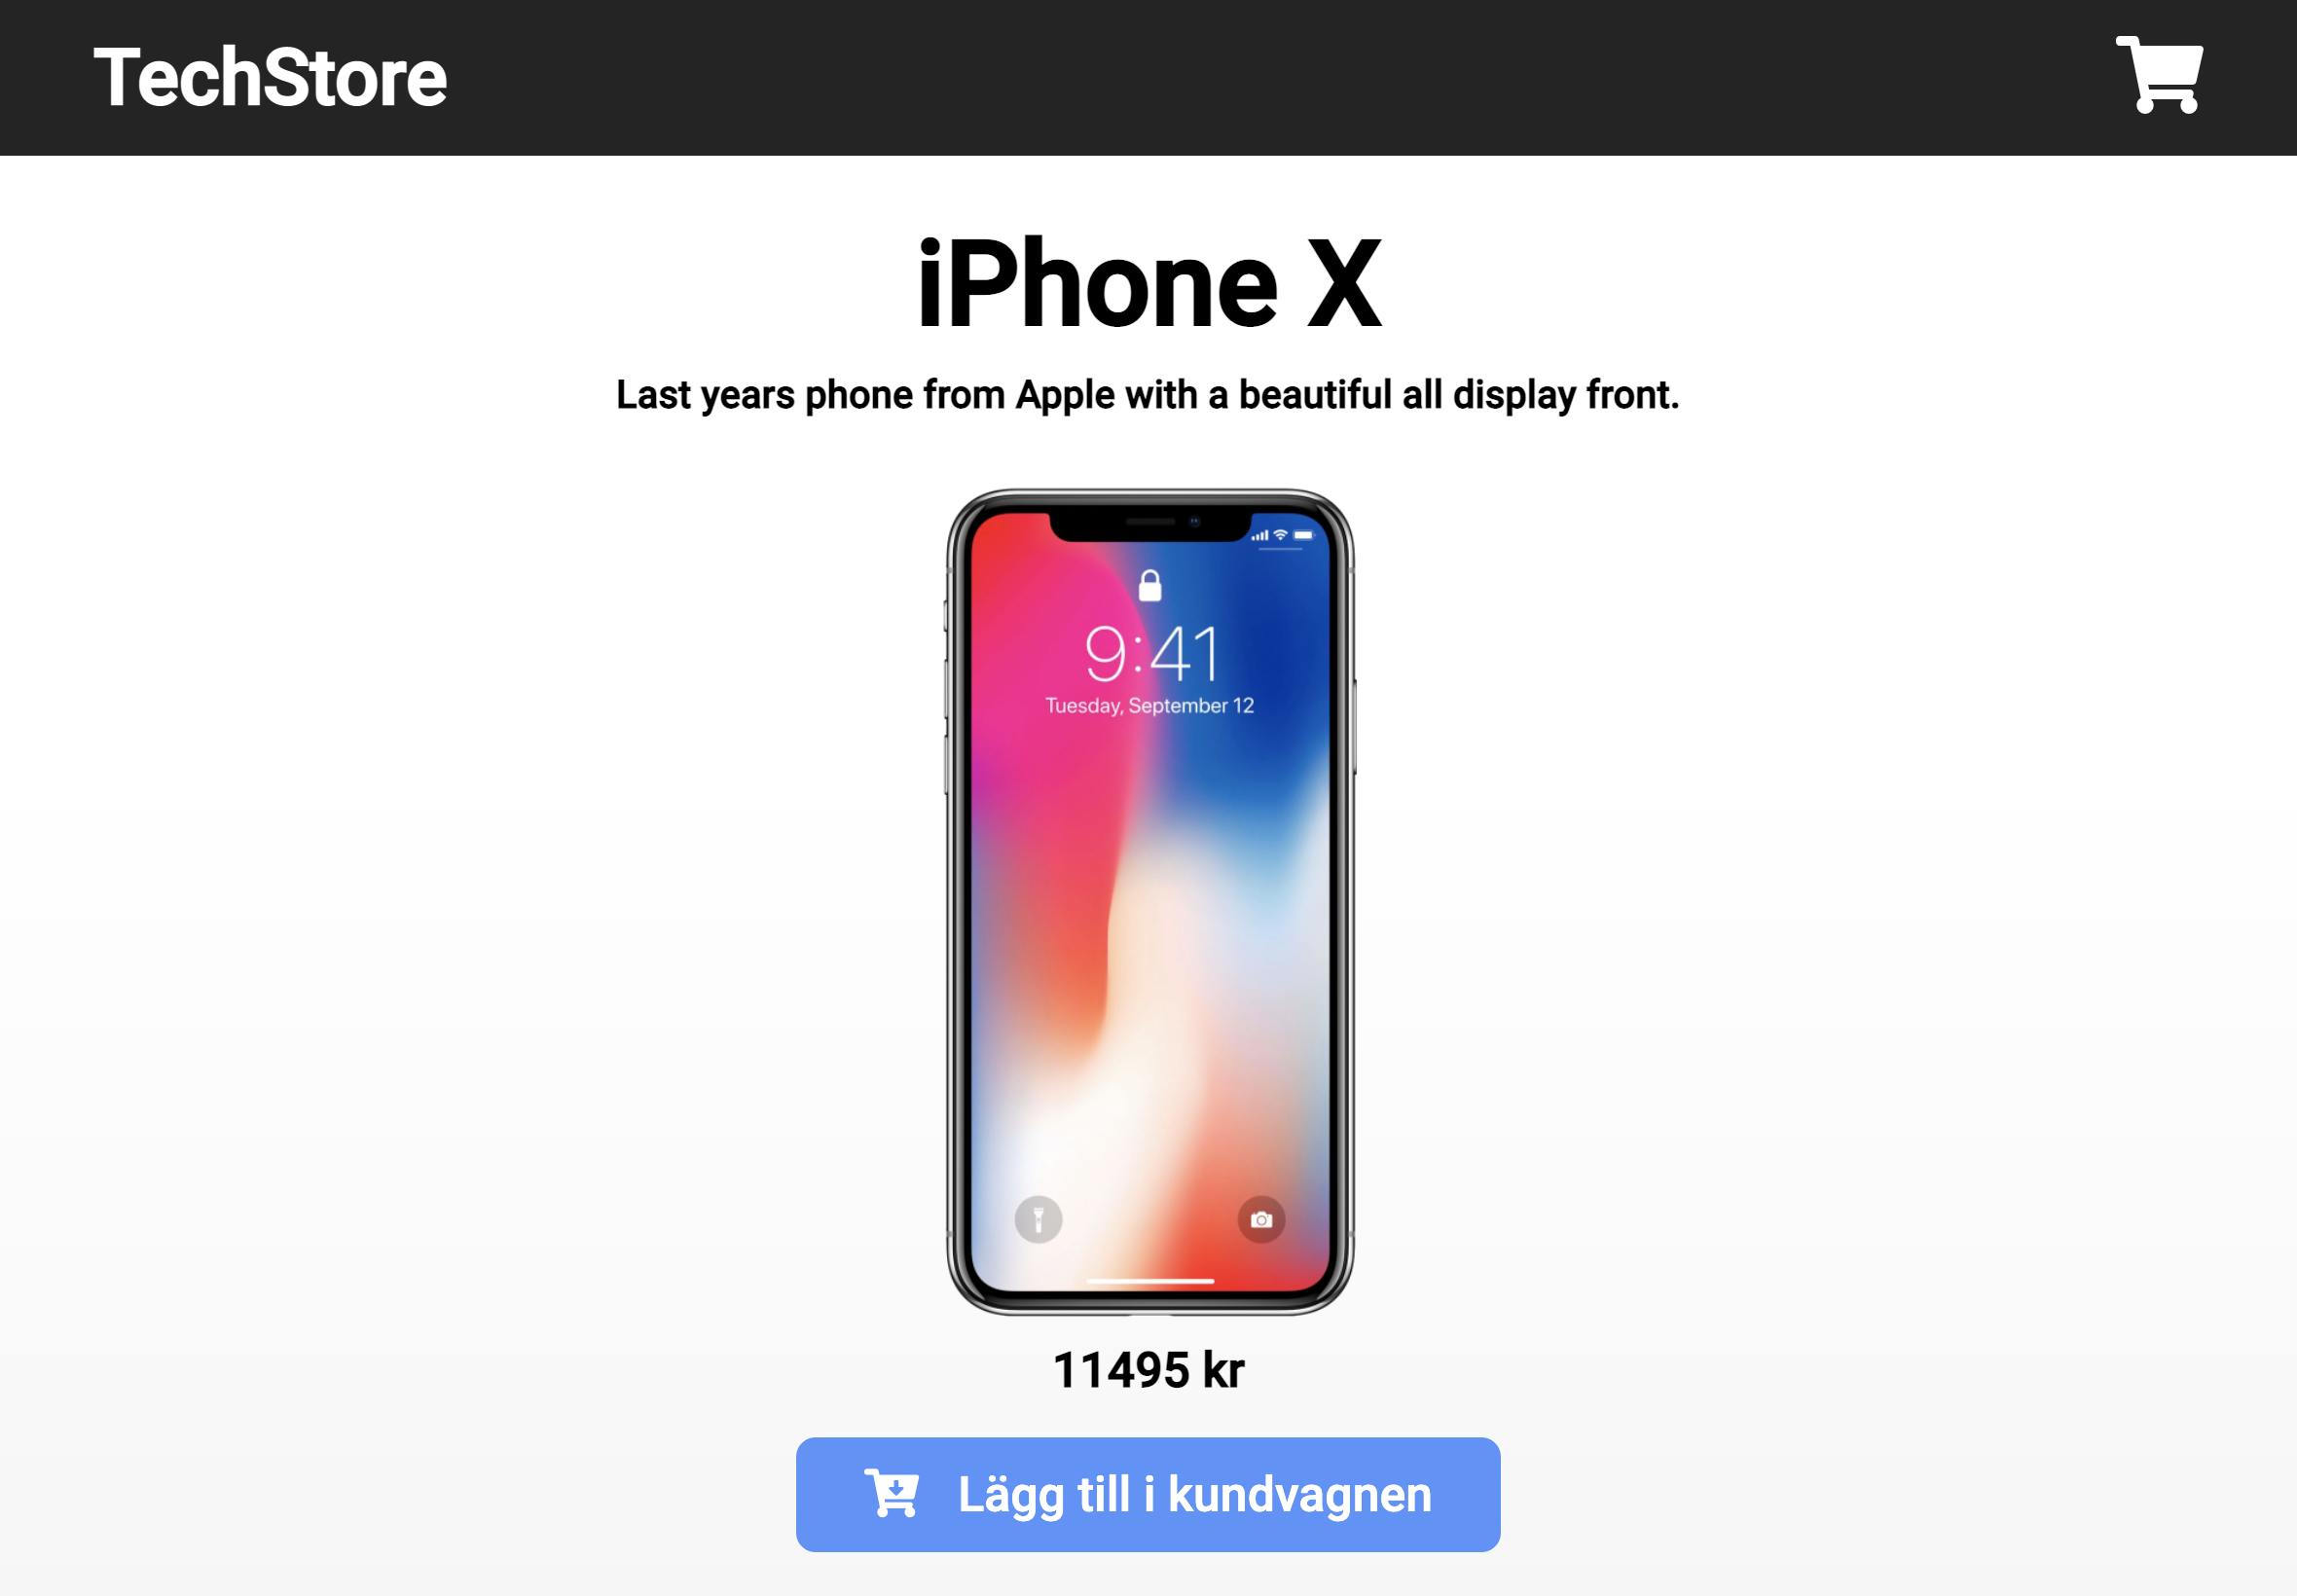 TechStore
iPhone X
Last years phone from Apple with a beautiful all display front.
9:41
Tuesday, September 12
11495 kr
Lägg till i kundvagnen